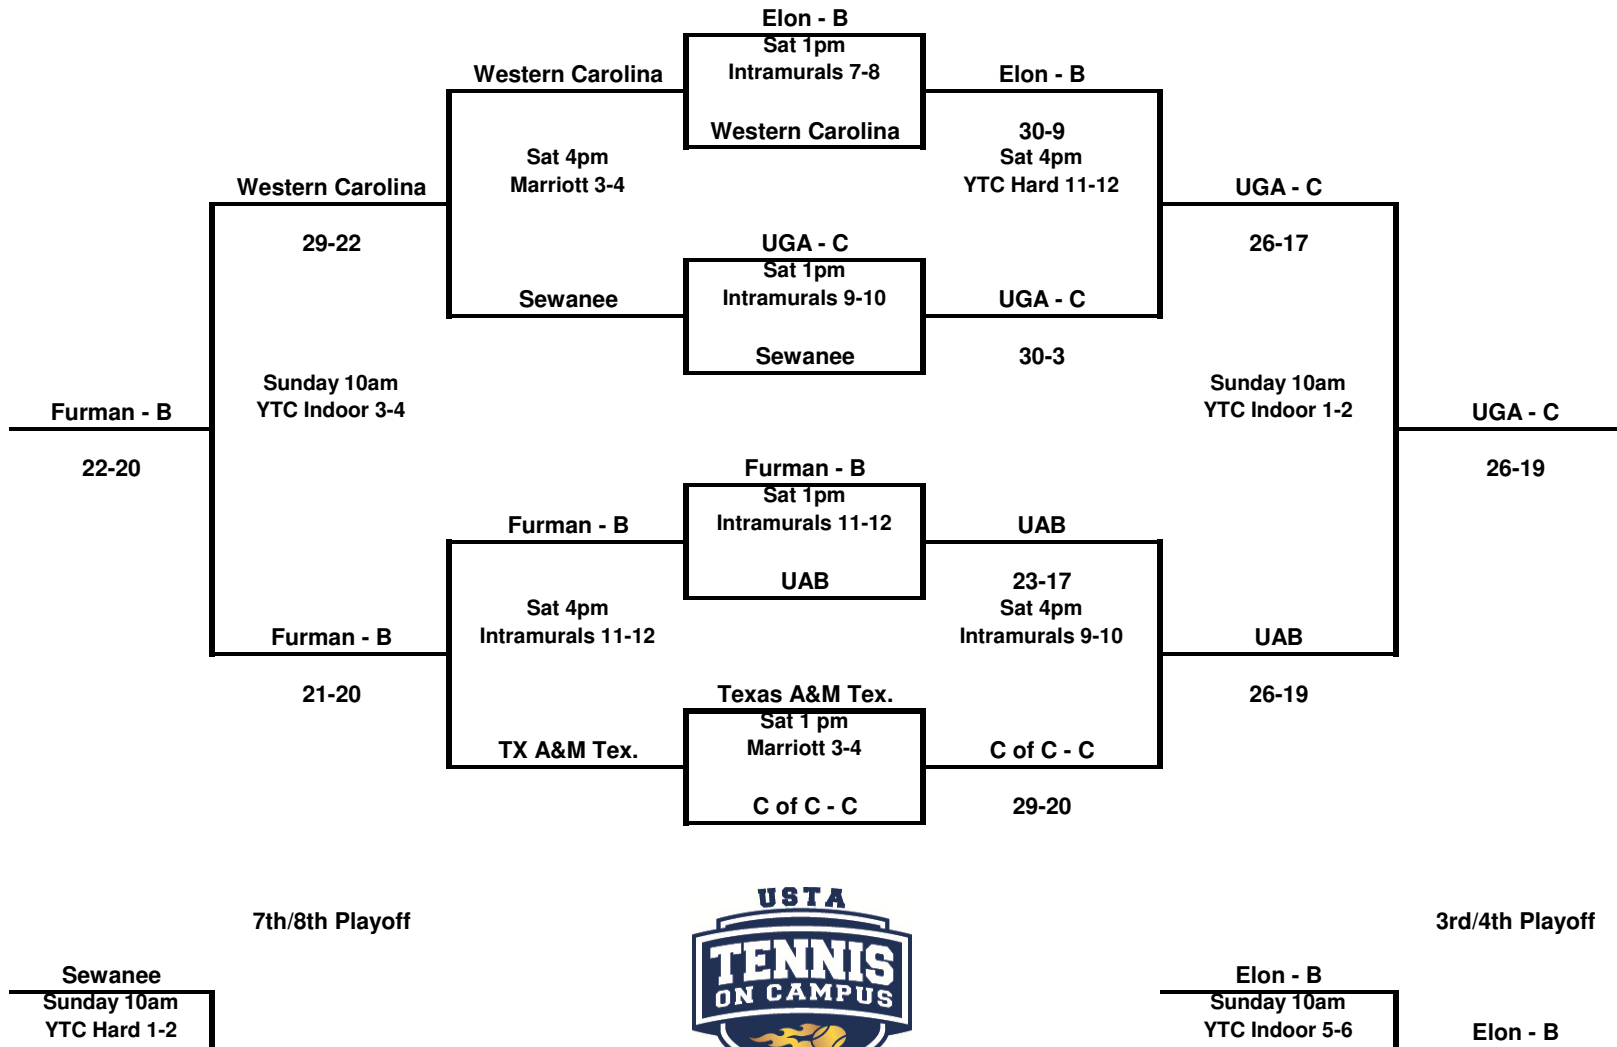 Elon - B
Sat 1pm
Western Carolina
Intramurals 7-8
Elon - B
Western Carolina
30-9
Sat 4pm
Sat 4pm
Western Carolina
Marriott 3-4
YTC Hard 11-12
UGA - C
29-22
UGA - C
26-17
Sat 1pm
Sewanee
Intramurals 9-10
UGA - C
Sewanee
30-3
Sunday 10am
Sunday 10am
Furman - B
YTC Indoor 3-4
YTC Indoor 1-2
UGA - C
22-20
Furman - B
26-19
Sat 1pm
Furman - B
Intramurals 11-12
UAB
UAB
23-17
Sat 4pm
Sat 4pm
Furman - B
Intramurals 11-12
Intramurals 9-10
UAB
21-20
Texas A&M Tex.
26-19
Sat 1 pm
TX A&M Tex.
Marriott 3-4
C of C - C
C of C - C
29-20
7th/8th Playoff
3rd/4th Playoff
USTA
TENNIS
ON CAMPUS
Sewanee
Sunday 10am
YTC Hard 1-2
Elon - B
Sunday 10am
YTC Indoor 5-6
Elon - B